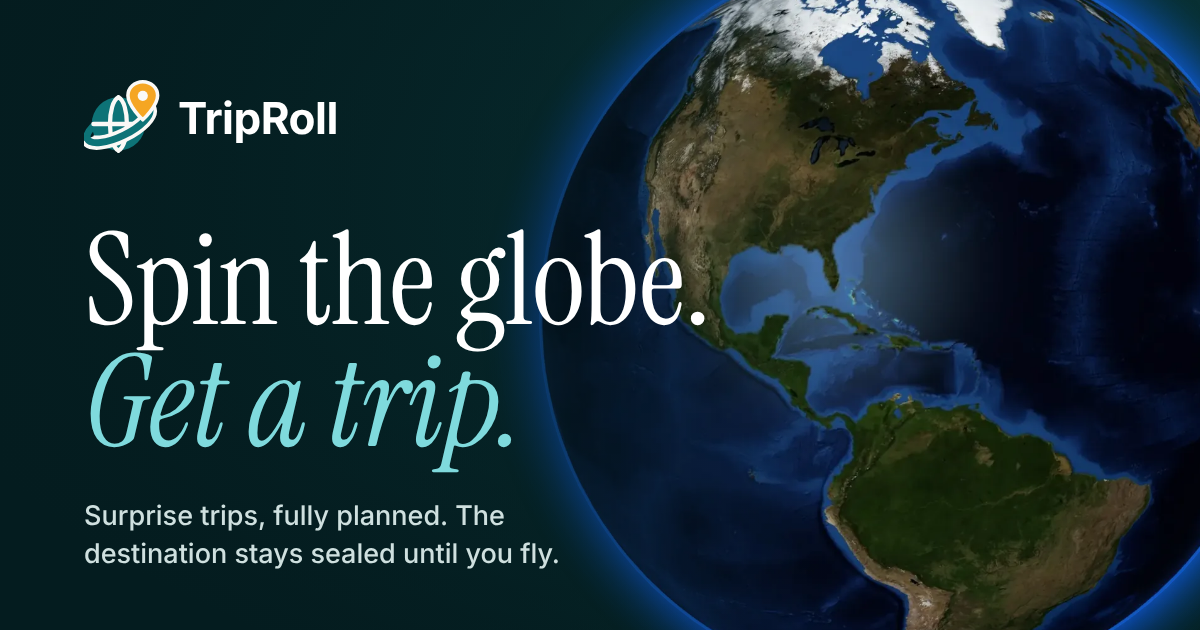 TripRoll
Spin the globe.
Get a trip.
Surprise trips, fully planned. The
destination stays sealed until you fly.